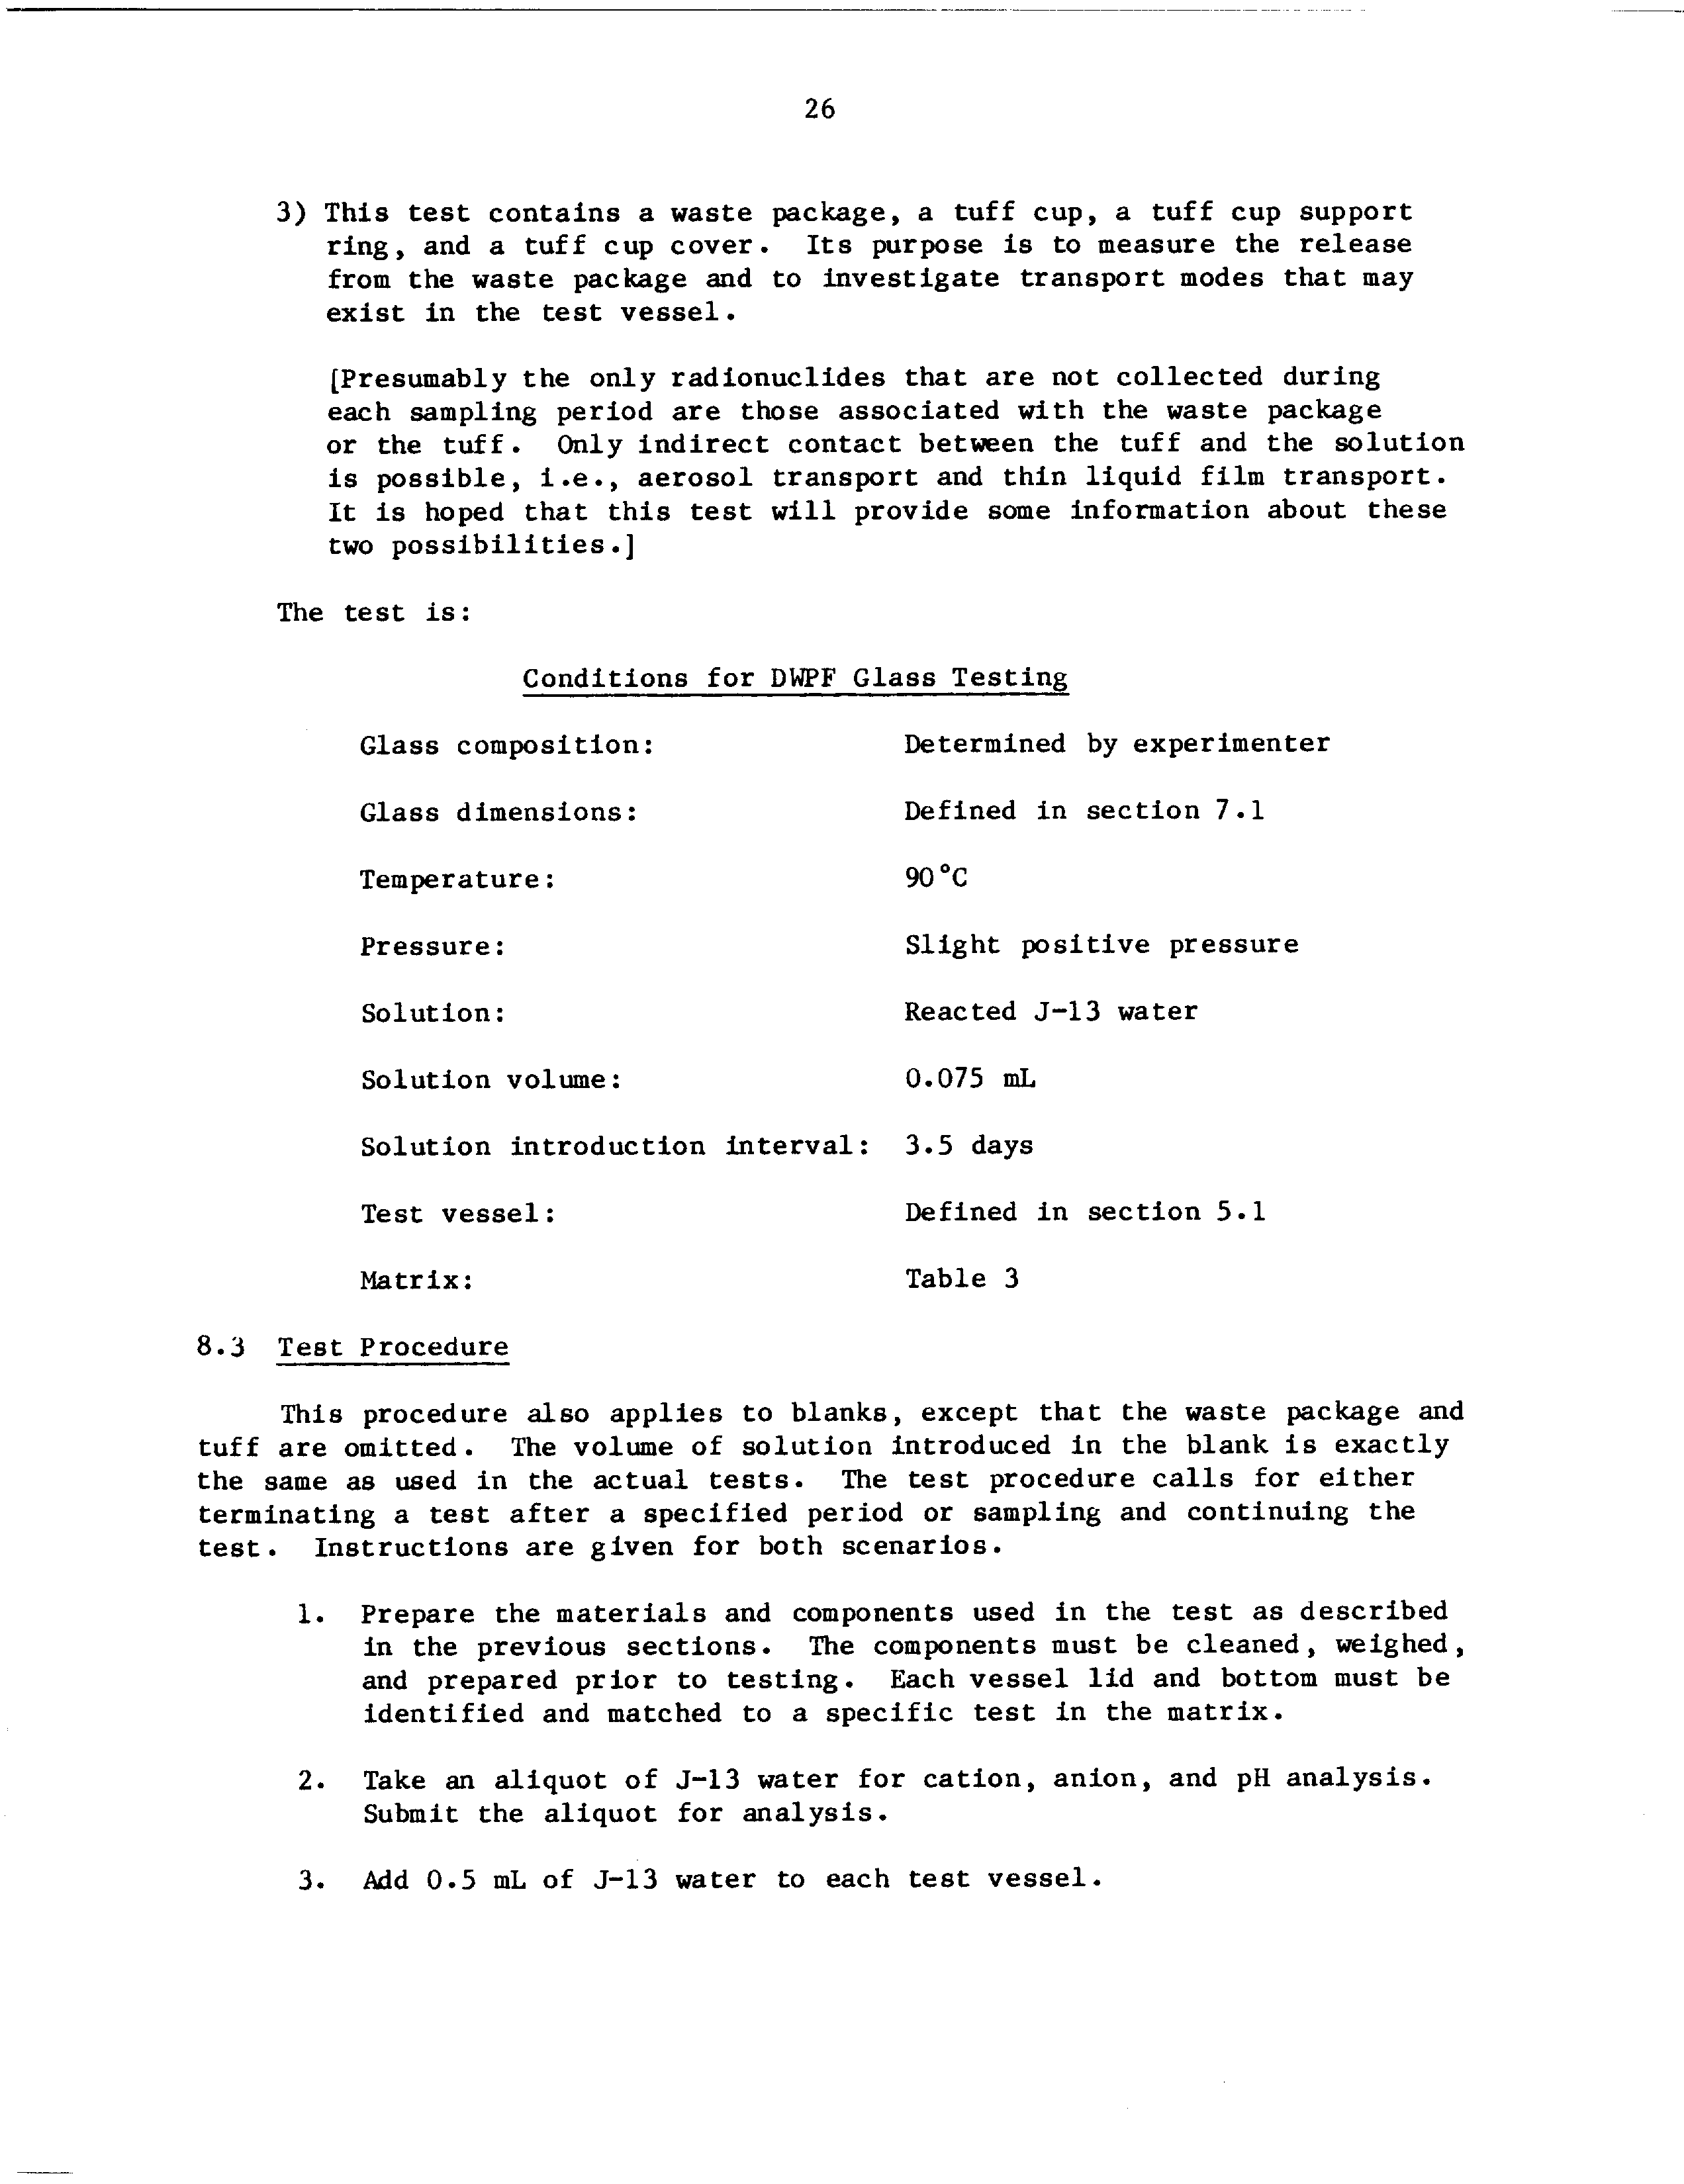 26
3) This test contains a waste package, a tuff cup, a tuff cup support
ring, and a tuff cup cover. Its purpose is to measure the release
from the waste package and to investigate transport modes that may
exist in the test vessel.
[Presumably the only radionuclides that are not collected during
each sampling period are those associated with the waste package
or the tuff. Only indirect contact between the tuff and the solution
is possible, i.e., aerosol transport and thin liquid film transport.
It is hoped that this test will provide some information about these
two possibilities.]
The test is:
Conditions for DWPF Glass Testing
Glass composition: Determined by experimenter
Glass dimensions: Defined in section 7.1
Temperature: 90°C
Pressure: Slight positive pressure
Solution: Reacted J-13 water
Solution volume: 0.075 mL
Solution introduction interval: 3.5 days
Test vessel: Defined in section 5.1
Matrix: Table 3
8.3 Test Procedure
This procedure also applies to blanks, except that the waste package and
tuff are omitted. The volume of solution introduced in the blank is exactly
the same as used in the actual tests. The test procedure calls for either
terminating a test after a specified period or sampling and continuing the
test. Instructions are given for both scenarios.
1. Prepare the materials and components used in the test as described
in the previous sections. The components must be cleaned, weighed,
and prepared prior to testing. Each vessel lid and bottom must be
identified and matched to a specific test in the matrix.
2. Take an aliquot of J-13 water for cation, anion, and pH analysis.
Submit the aliquot for analysis.
3. Add 0.5 mL of J-13 water to each test vessel.